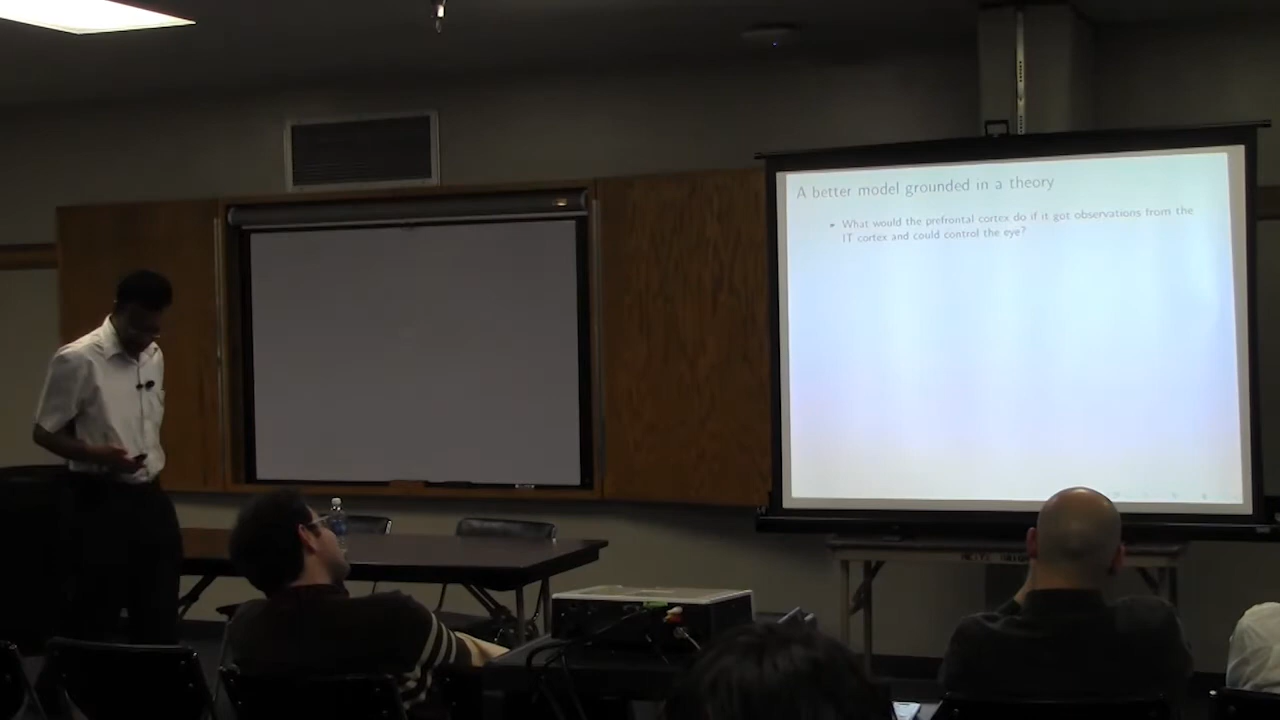 A better model grounded in a theory
What would the prefrontal cortex do if it got observations from the
IT cortex and could control the eye?